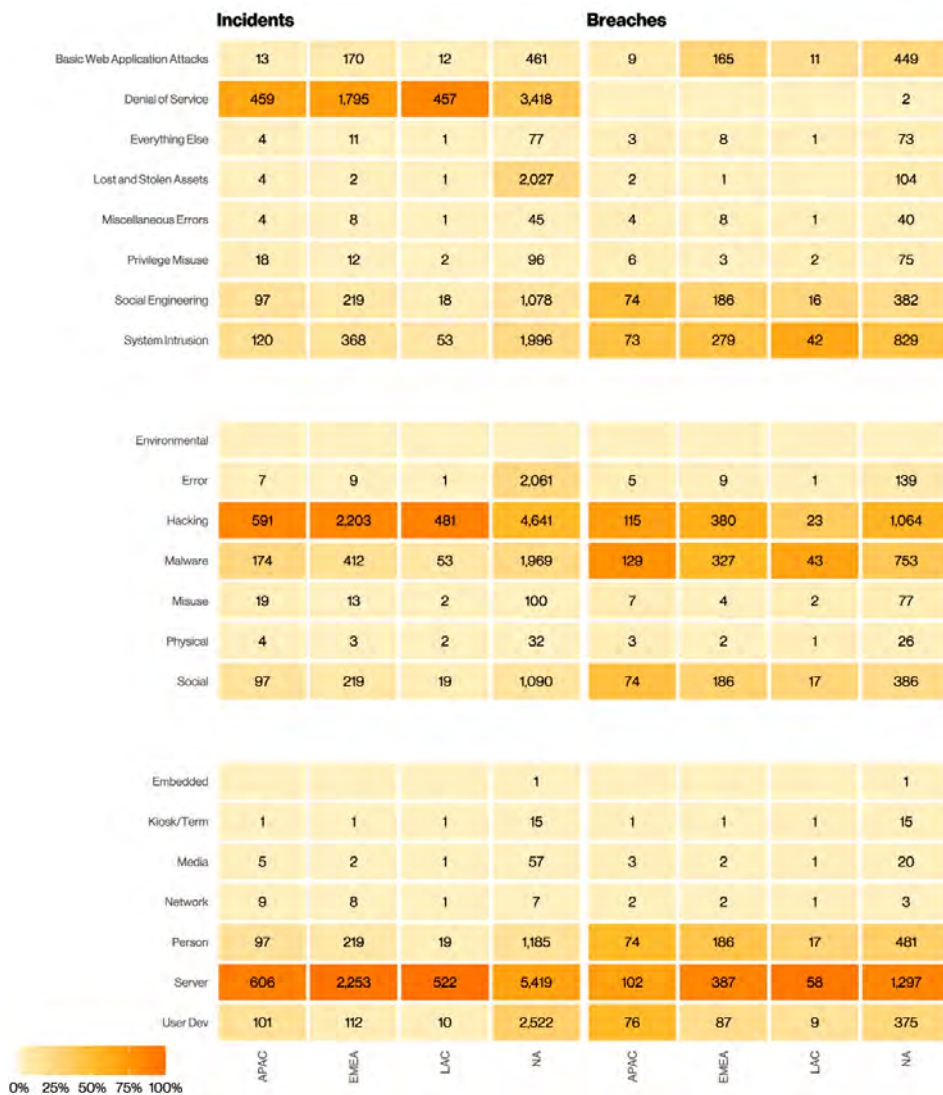 Incidents Breaches
Basic Web Application Attacks 13 170 12 461 9 165 11 449
Denial of Service 459 1,795 457 3,418 2
Everything Else 4 11 1 77 3 8 1 73
Lost and Stolen Assets 4 2 1 2,027 2 1 104
Miscellaneous Errors 4 8 1 45 4 8 1 40
Privilege Misuse 18 12 2 96 6 3 2 75
Social Engineering 97 219 18 1,078 74 186 16 382
System Intrusion 120 368 53 1,996 73 279 42 829
Environmental
Error 7 9 1 2,061 5 9 1 139
Hacking 591 2,203 481 4,641 115 380 23 1,064
Malware 174 412 53 1,969 129 327 43 753
Misuse 19 13 2 100 7 4 2 77
Physical 4 3 2 32 3 2 1 26
Social 97 219 19 1,090 74 186 17 386
Embedded 1 1
Kiosk/Term 1 1 1 15 1 1 1 15
Media 5 2 1 57 3 2 1 20
Network 9 8 1 7 2 2 1 3
Person 97 219 19 1,185 74 186 17 481
Server 606 2,253 522 5,419 102 387 58 1,297
User Dev 101 112 10 2,522 76 87 9 375
APAC EMEA LAC NA APAC EMEA LAC NA
0% 25% 50% 75% 100%